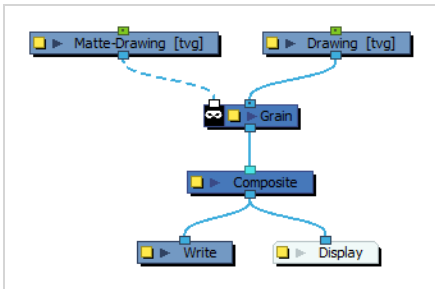 Matte-Drawing [tvg]
Drawing [tvg]
Grain
Composite
Write
Display